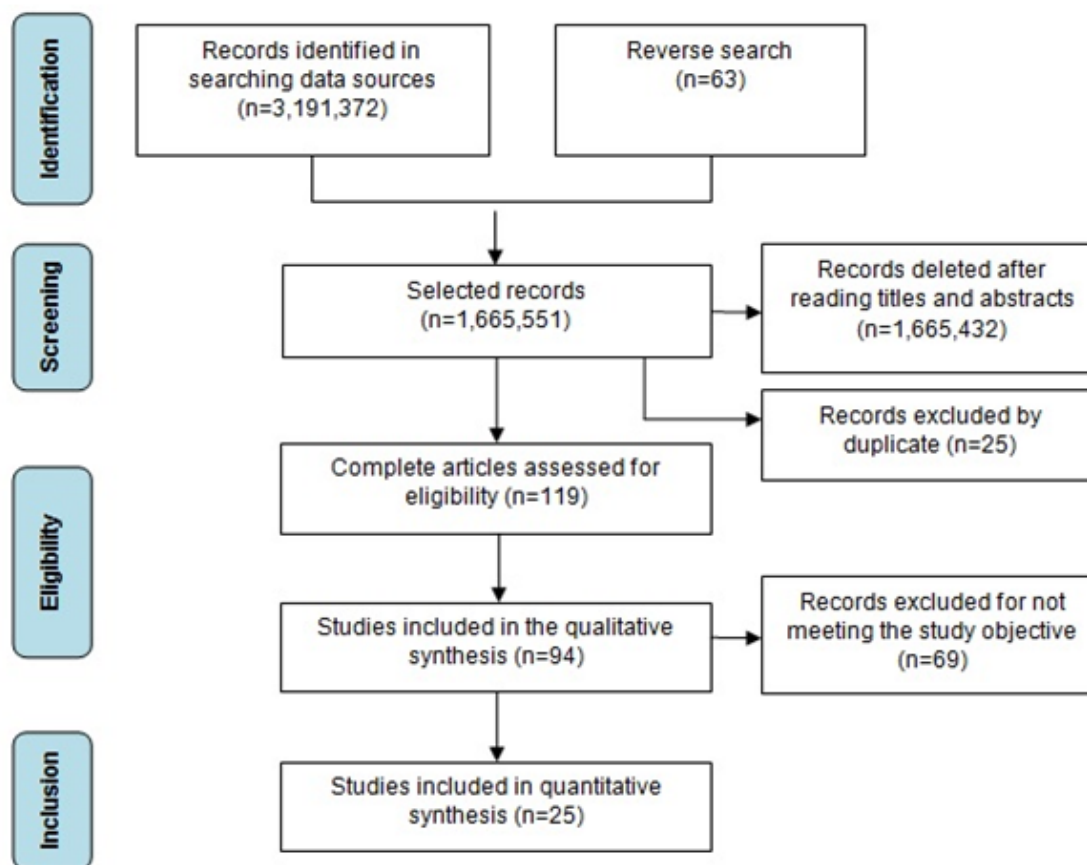 Identification
Records identified in
searching data sources
(n=3,191,372)
Reverse search
(n=63)
Screening
Selected records
(n=1,665,551)
Records deleted after
reading titles and abstracts
(n=1,665,432)
Records excluded by
duplicate (n=25)
Eligibility
Complete articles assessed for
eligibility (n=119)
Studies included in the qualitative
synthesis (n=94)
Records excluded for not
meeting the study objective
(n=69)
Inclusion
Studies included in quantitative
synthesis (n=25)